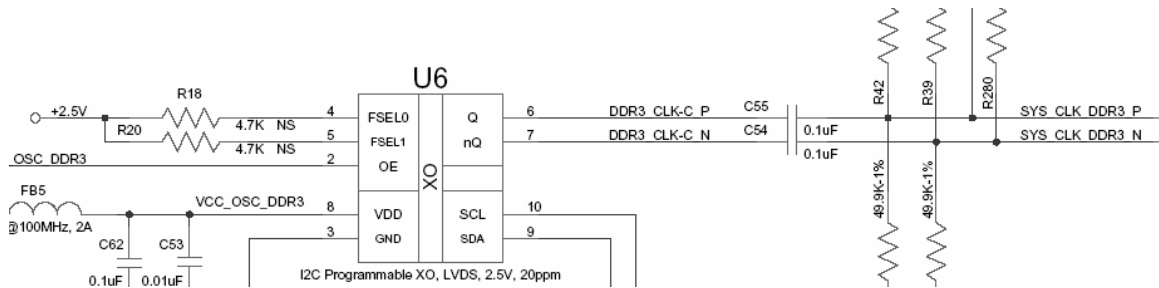 U6
R18
+2.5V
R20
4.7K NS
4.7K NS
4
5
2
OSC_DDR3
FSEL0
FSEL1
OE
XO
Q
nQ
6
7
DDR3_CLK-C_P
DDR3_CLK-C_N
C55
C54
0.1uF
0.1uF
R42
R39
R280
SYS_CLK_DDR3_P
SYS_CLK_DDR3_N
49.9K-1%
49.9K-1%
FB5
@100MHz, 2A
VCC_OSC_DDR3
8
3
VDD
GND
SCL
SDA
10
9
C62
C53
0.1uF
0.01uF
I2C Programmable XO, LVDS, 2.5V, 20ppm